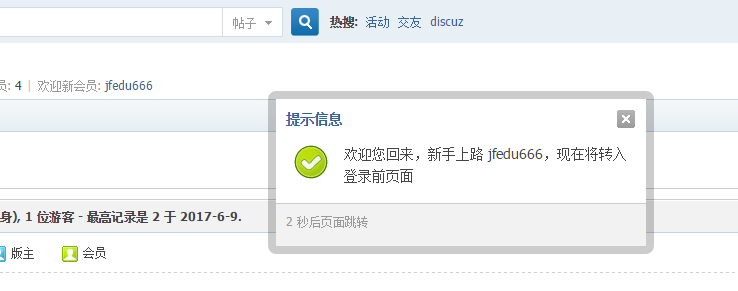 帖子
热搜: 活动 交友 discuz
员: 4 | 欢迎新会员: jfedu666
提示信息
欢迎您回来，新手上路 jfedu666，现在将转入
登录前页面
身), 1 位游客 - 最高记录是 2 于 2017-6-9.
2 秒后页面跳转
版主 会员